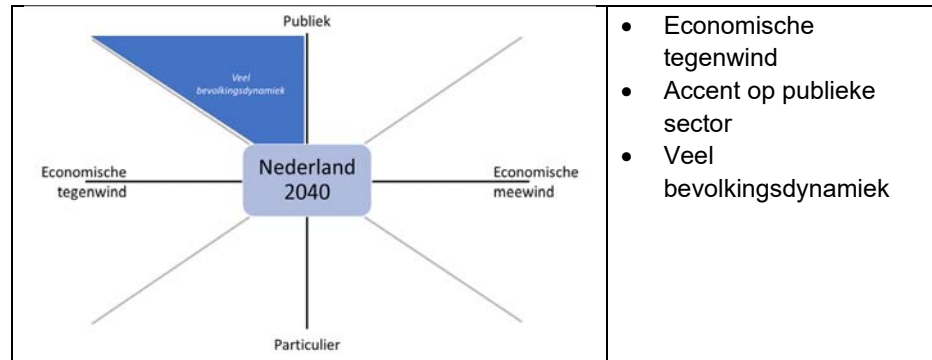 Publiek
Veel
bevolkingsdynamiek
Economische
tegenwind
Nederland
2040
Economische
meewind
Particulier
• Economische
tegenwind
• Accent op publieke
sector
• Veel
bevolkingsdynamiek